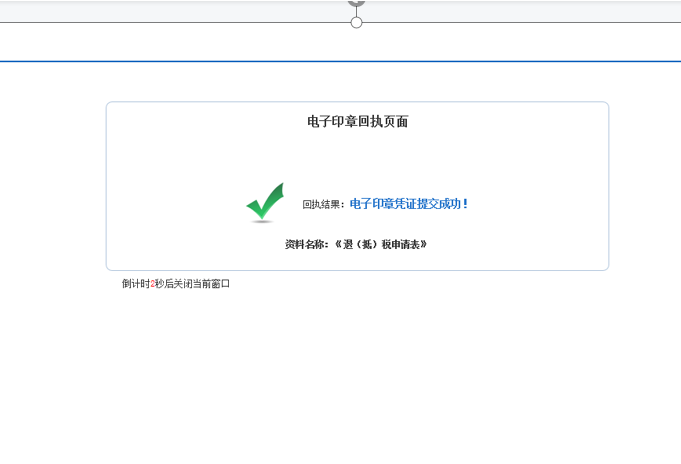 电子印章回执页面
回执结果：电子印章凭证提交成功！
资料名称：《退（抵）税申请表》
倒计时2秒后关闭当前窗口